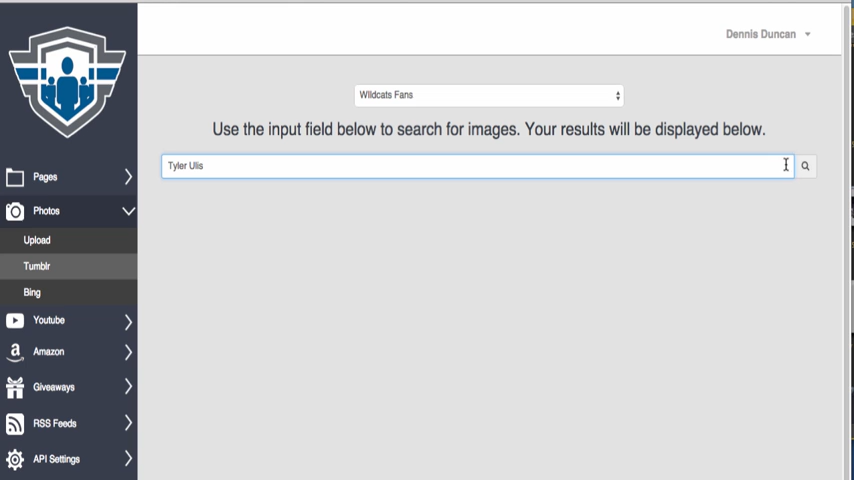 Dennis Duncan
Wildcats Fans
Use the input field below to search for images. Your results will be displayed below.
Tyler Ulis
Pages
Photos
Upload
Tumblr
Bing
Youtube
Amazon
Giveaways
RSS Feeds
API Settings